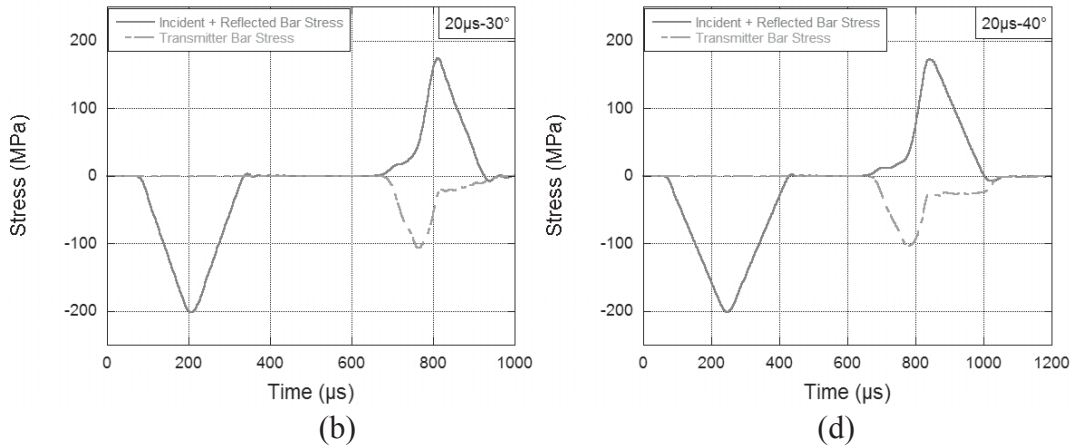 Incident + Reflected Bar Stress
Transmitter Bar Stress
20µs-30°
200
100
0
-100
-200
Stress (MPa)
0 200 400 600 800 1000
Time (µs)
(b)
Incident + Reflected Bar Stress
Transmitter Bar Stress
20µs-40°
200
100
0
-100
-200
Stress (MPa)
0 200 400 600 800 1000 1200
Time (µs)
(d)